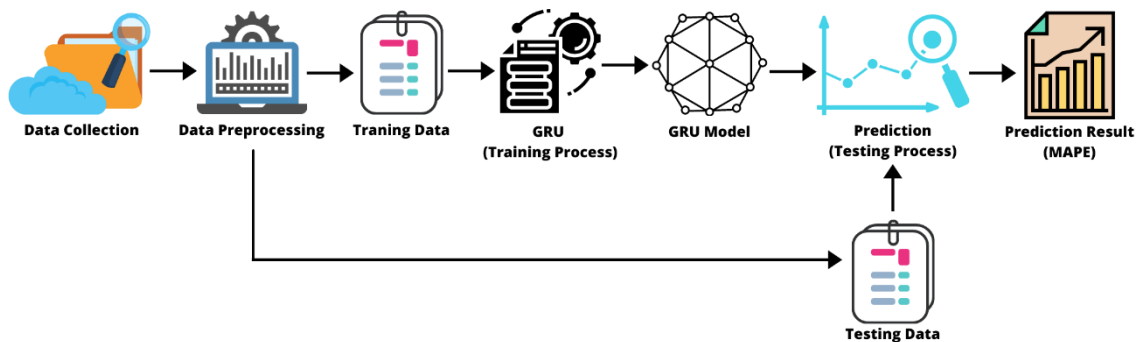 Data Collection
Data Preprocessing
Traning Data
GRU
(Training Process)
GRU Model
Prediction
(Testing Process)
Prediction Result
(MAPE)
Testing Data